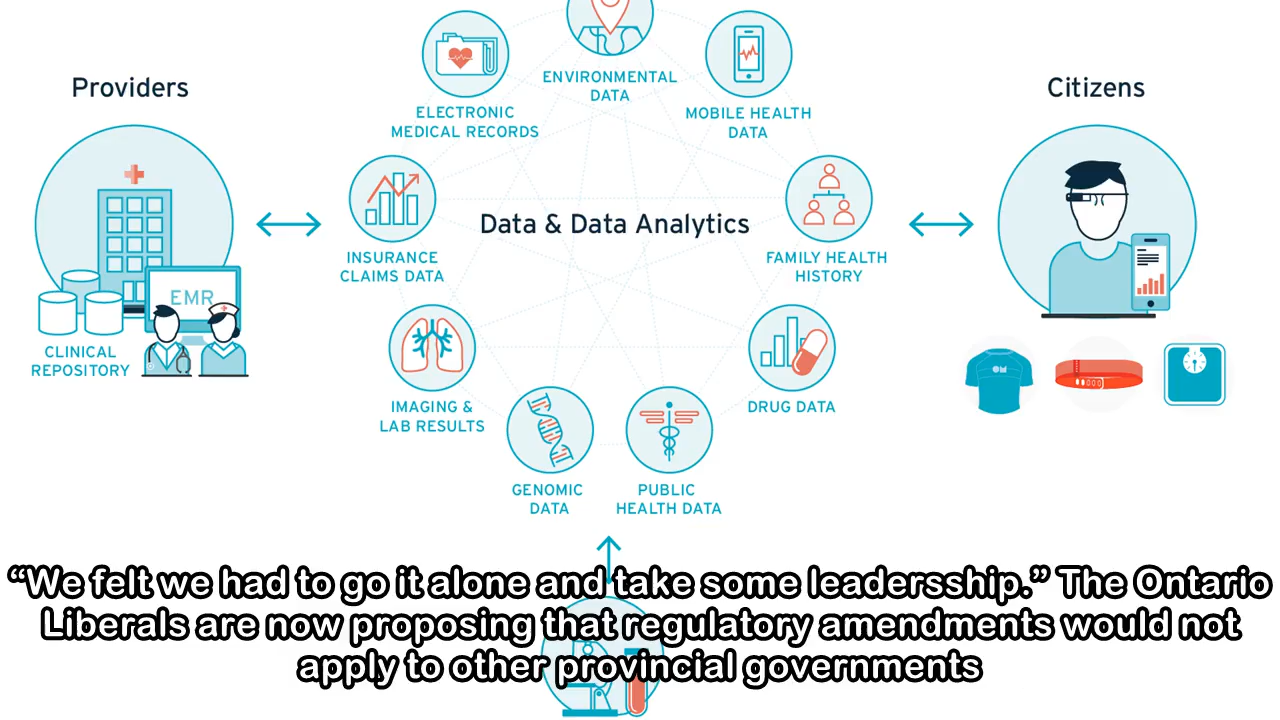 Providers
Citizens
ENVIRONMENTAL
DATA
ELECTRONIC
MEDICAL RECORDS
MOBILE HEALTH
DATA
Data & Data Analytics
INSURANCE
CLAIMS DATA
FAMILY HEALTH
HISTORY
EMR
CLINICAL
REPOSITORY
IMAGING &
LAB RESULTS
DRUG DATA
GENOMIC
DATA
PUBLIC
HEALTH DATA
“We felt we had to go it alone and take some leadersship.” The Ontario
Liberals are now proposing that regulatory amendments would not
apply to other provincial governments